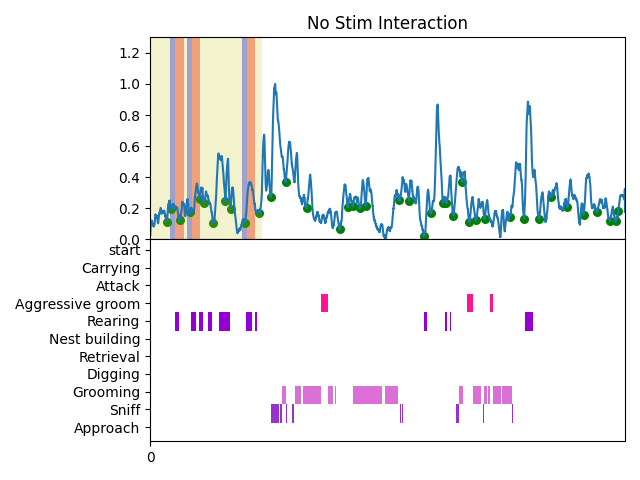 No Stim Interaction
1.2
1.0
0.8
0.6
0.4
0.2
0.0
start
Carrying
Attack
Aggressive groom
Rearing
Nest building
Retrieval
Digging
Grooming
Sniff
Approach
0